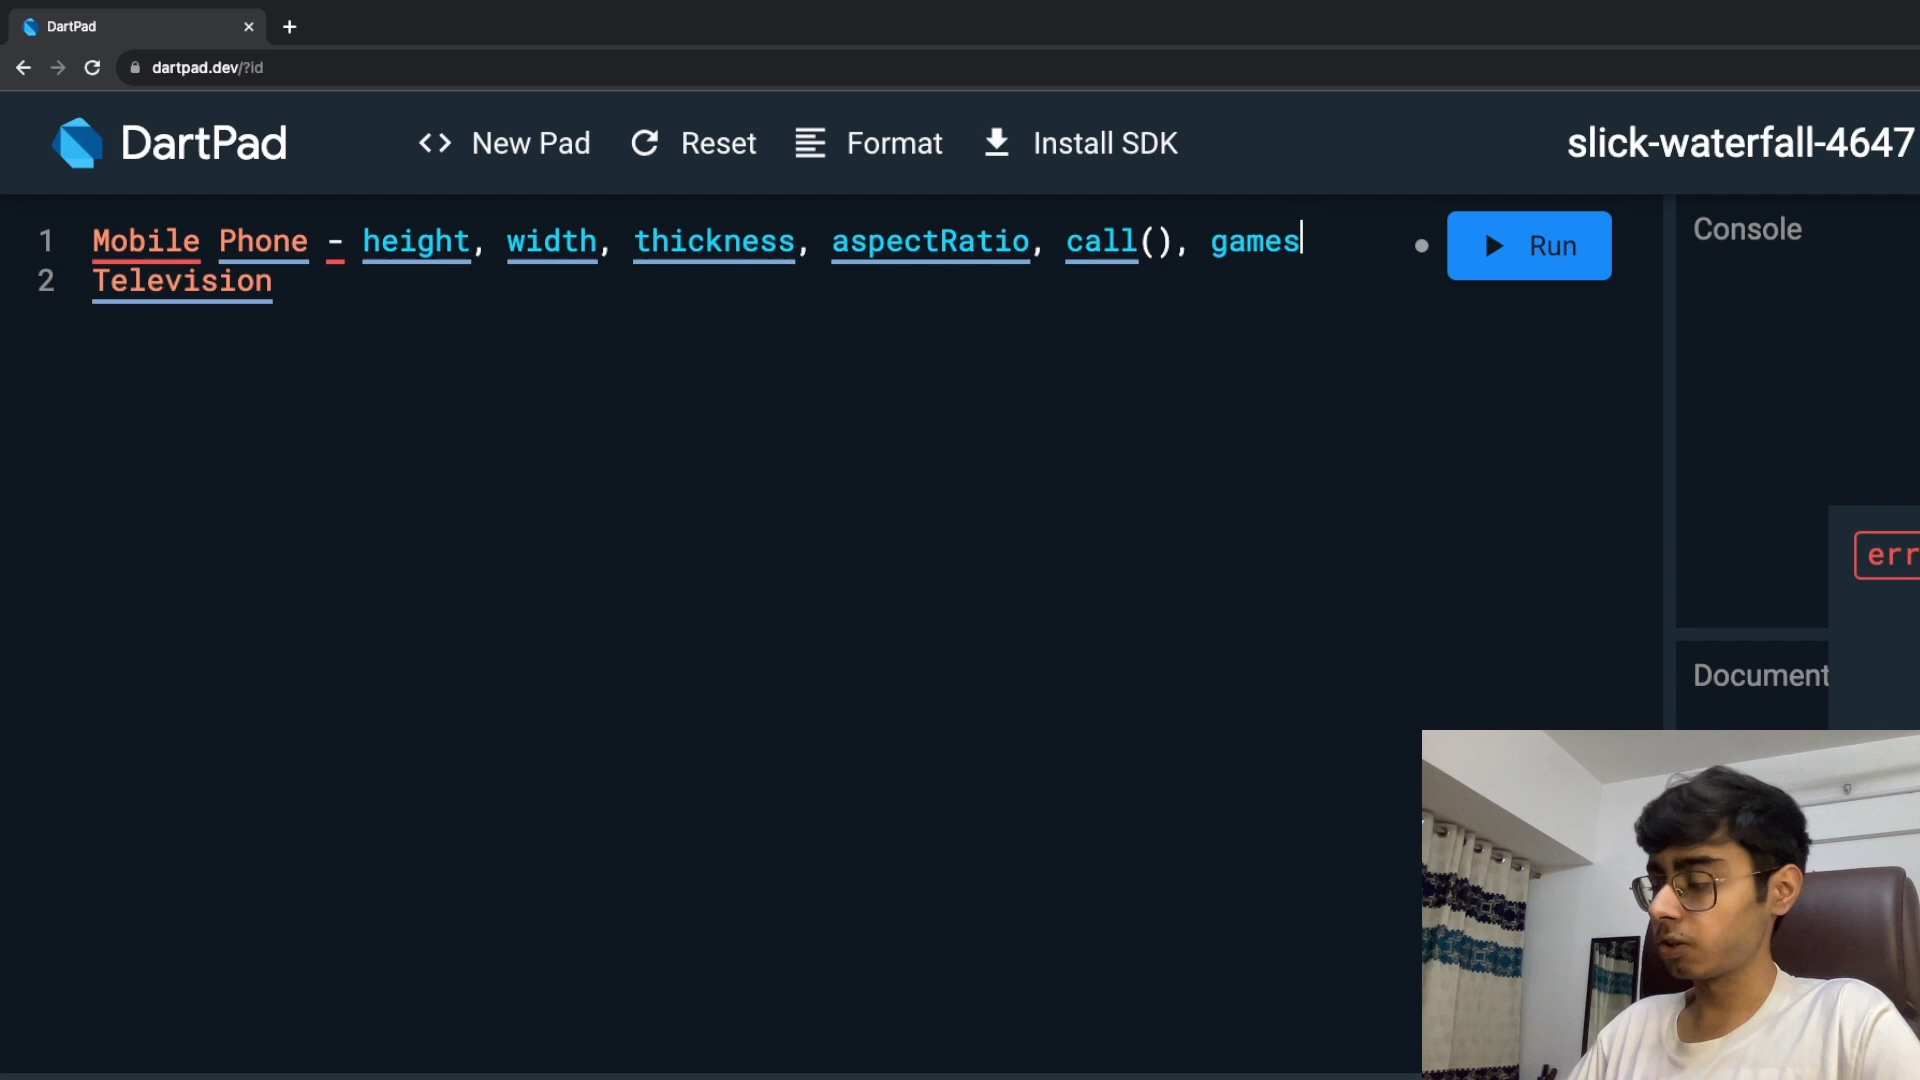 DartPad
dartpad.dev/?id
DartPad
<> New Pad
Reset
Format
Install SDK
slick-waterfall-4647
1 Mobile Phone - height, width, thickness, aspectRatio, call(), games
2 Television
Run
Console
err
Document